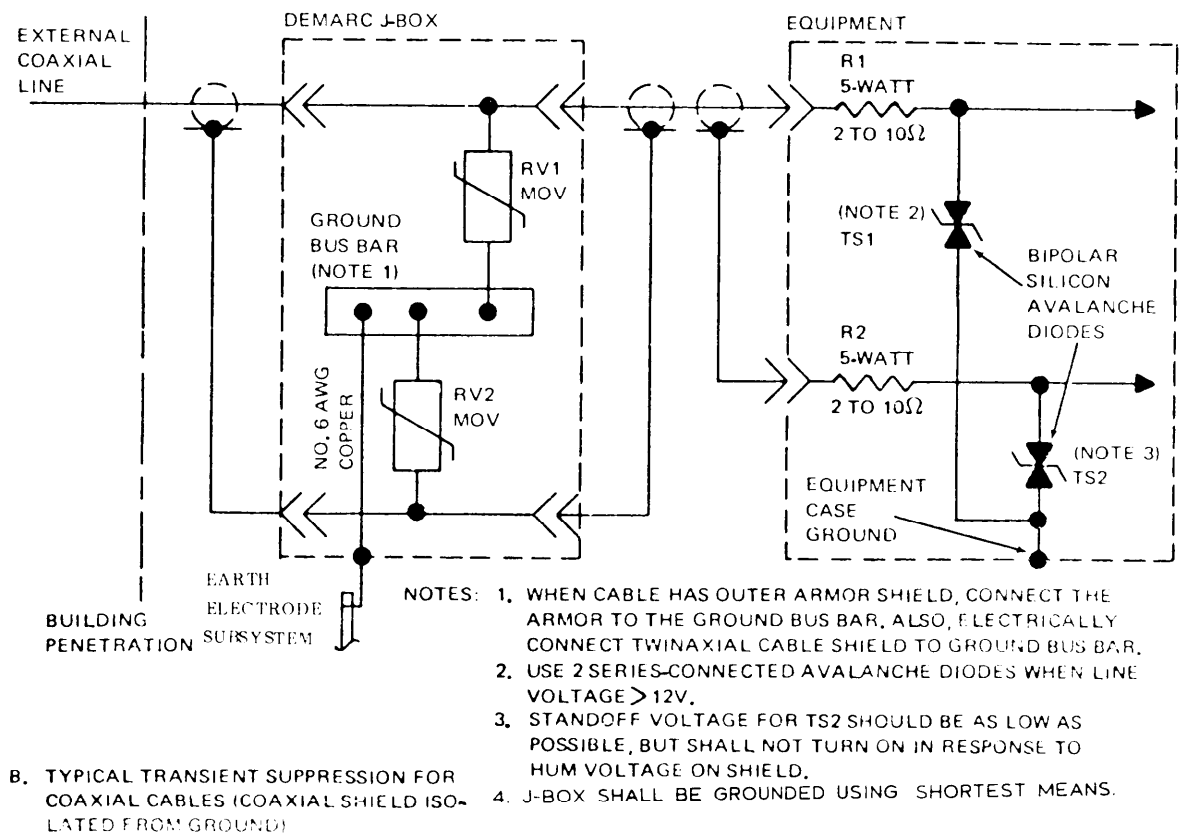 DEMARC J-BOX
EQUIPMENT
EXTERNAL
COAXIAL
LINE
R1
5-WATT
2 TO 10Ω
RV1
MOV
(NOTE 2)
TS1
GROUND
BUS BAR
(NOTE 1)
BIPOLAR
SILICON
AVALANCHE
DIODES
R2
5-WATT
2 TO 10Ω
NO. 6 AWG
COPPER
RV2
MOV
(NOTE 3)
TS2
EQUIPMENT
CASE
GROUND
EARTH
ELECTRODE
SUBSYSTEM
BUILDING
PENETRATION
NOTES: 1. WHEN CABLE HAS OUTER ARMOR SHIELD, CONNECT THE
ARMOR TO THE GROUND BUS BAR. ALSO, ELECTRICALLY
CONNECT TWINAXIAL CABLE SHIELD TO GROUND BUS BAR.
2. USE 2 SERIES-CONNECTED AVALANCHE DIODES WHEN LINE
VOLTAGE > 12V.
3. STANDOFF VOLTAGE FOR TS2 SHOULD BE AS LOW AS
POSSIBLE, BUT SHALL NOT TURN ON IN RESPONSE TO
HUM VOLTAGE ON SHIELD.
4. J-BOX SHALL BE GROUNDED USING SHORTEST MEANS.
B. TYPICAL TRANSIENT SUPPRESSION FOR
COAXIAL CABLES (COAXIAL SHIELD ISO-
LATED FROM GROUND)